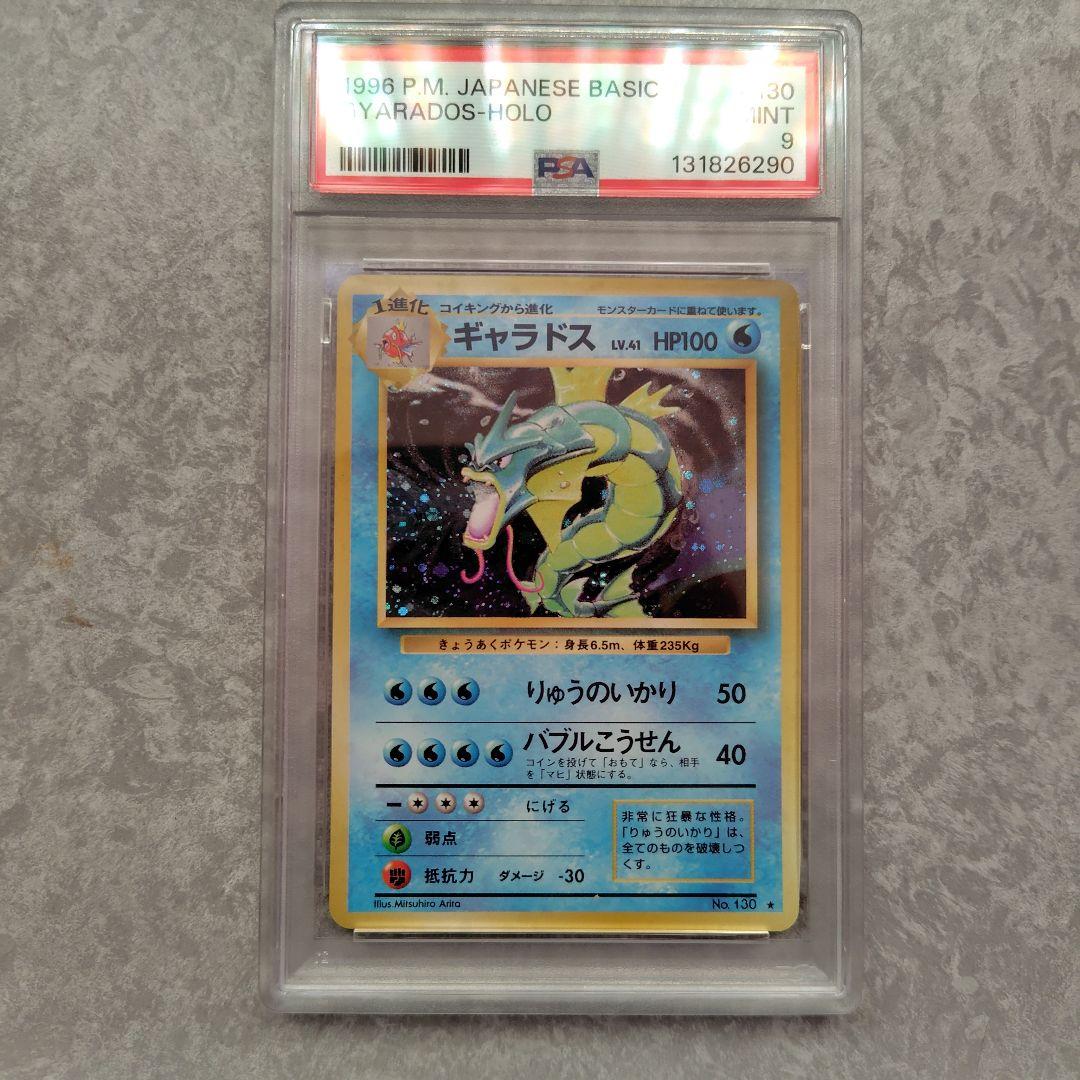 1996 P.M. JAPANESE BASIC
130
GYARADOS-HOLO
MINT
9
PSA
131826290
1進化
コイキングから進化
モンスターカードに重ねて使います。
ギャラドス LV.41 HP100
きょうあくポケモン：身長6.5m、体重235Kg
りゅうのいかり 50
バブルこうせん 40
コインを投げて「おもて」なら、相手
を「マヒ」状態にする。
にげる
弱点
抵抗力 ダメージ -30
非常に狂暴な性格。
「りゅうのいかり」は、
全てのものを破壊しつ
くす。
Illus.Mitsuhiro Arita
No. 130 ★